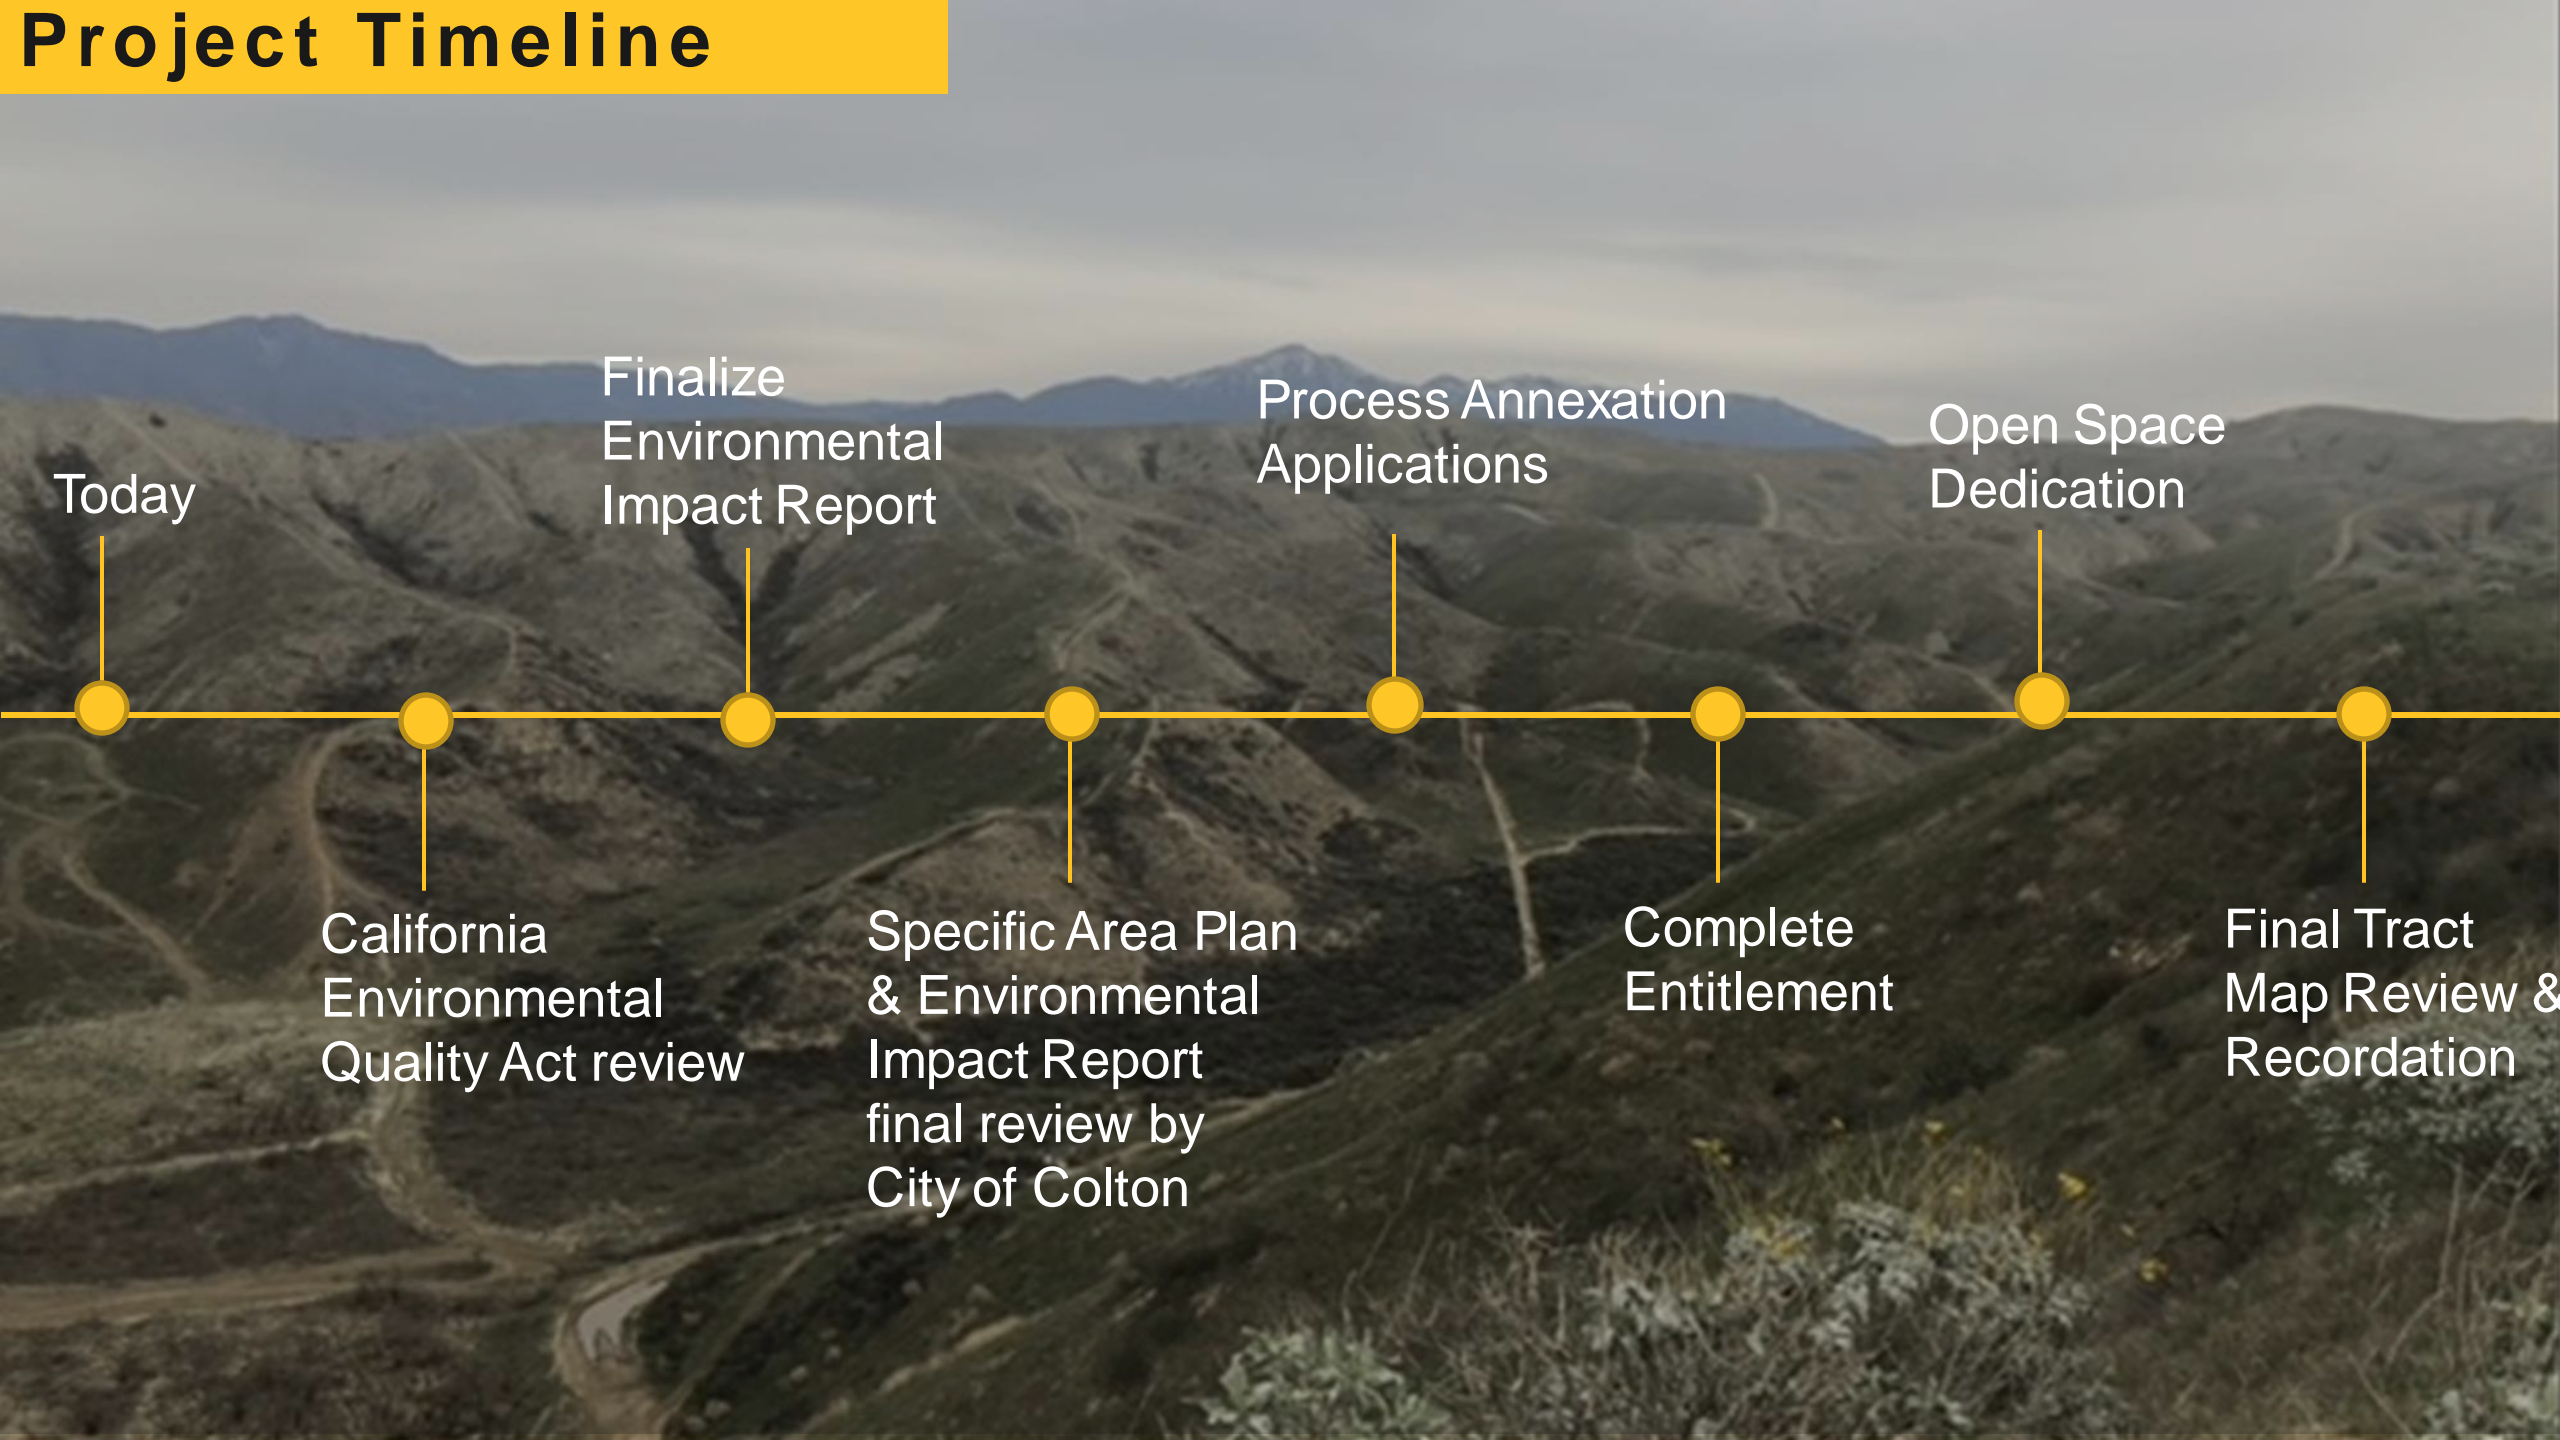 Project Timeline
Today
California
Environmental
Quality Act review
Finalize
Environmental
Impact Report
Specific Area Plan
& Environmental
Impact Report
final review by
City of Colton
Process Annexation
Applications
Complete
Entitlement
Open Space
Dedication
Final Tract
Map Review &
Recordation